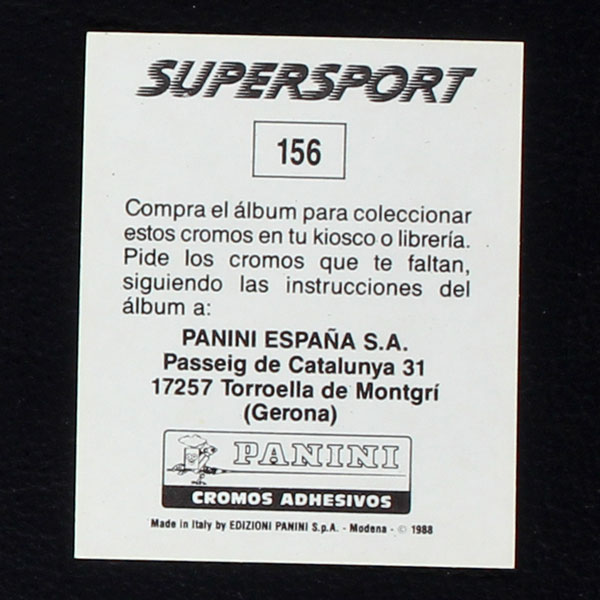 SUPERSPORT
156
Compra el álbum para coleccionar
estos cromos en tu kiosco o librería.
Pide los cromos que te faltan,
siguiendo las instrucciones del
álbum a:
PANINI ESPAÑA S.A.
Passeig de Catalunya 31
17257 Torroella de Montgrí
(Gerona)
PANINI
CROMOS ADHESIVOS
Made in Italy by EDIZIONI PANINI S.p.A. - Modena - © 1988